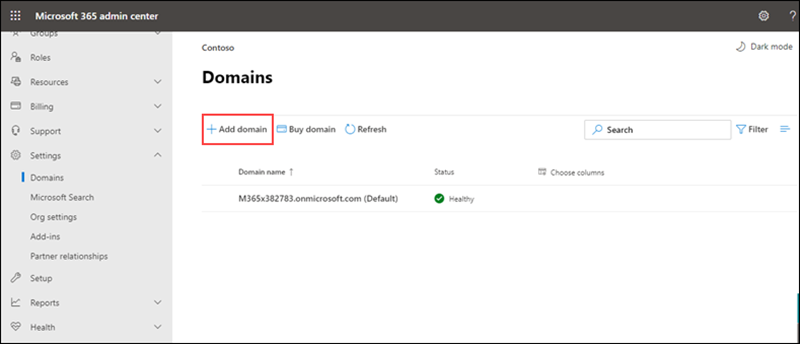 Microsoft 365 admin center
?
Groups
Roles
Resources
Billing
Support
Settings
Domains
Microsoft Search
Org settings
Add-ins
Partner relationships
Setup
Reports
Health
Contoso
Dark mode
Domains
+ Add domain Buy domain Refresh Search Filter
Domain name ↑ Status Choose columns
M365x382783.onmicrosoft.com (Default) Healthy